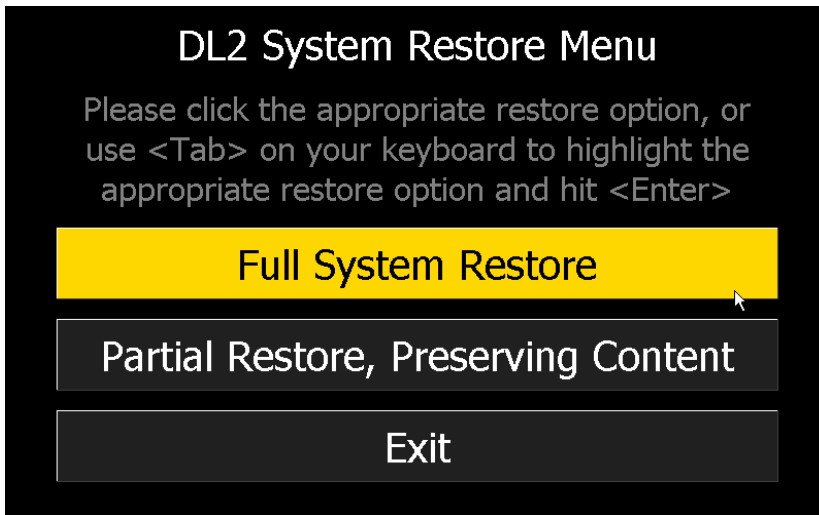 DL2 System Restore Menu
Please click the appropriate restore option, or
use <Tab> on your keyboard to highlight the
appropriate restore option and hit <Enter>
Full System Restore
Partial Restore, Preserving Content
Exit